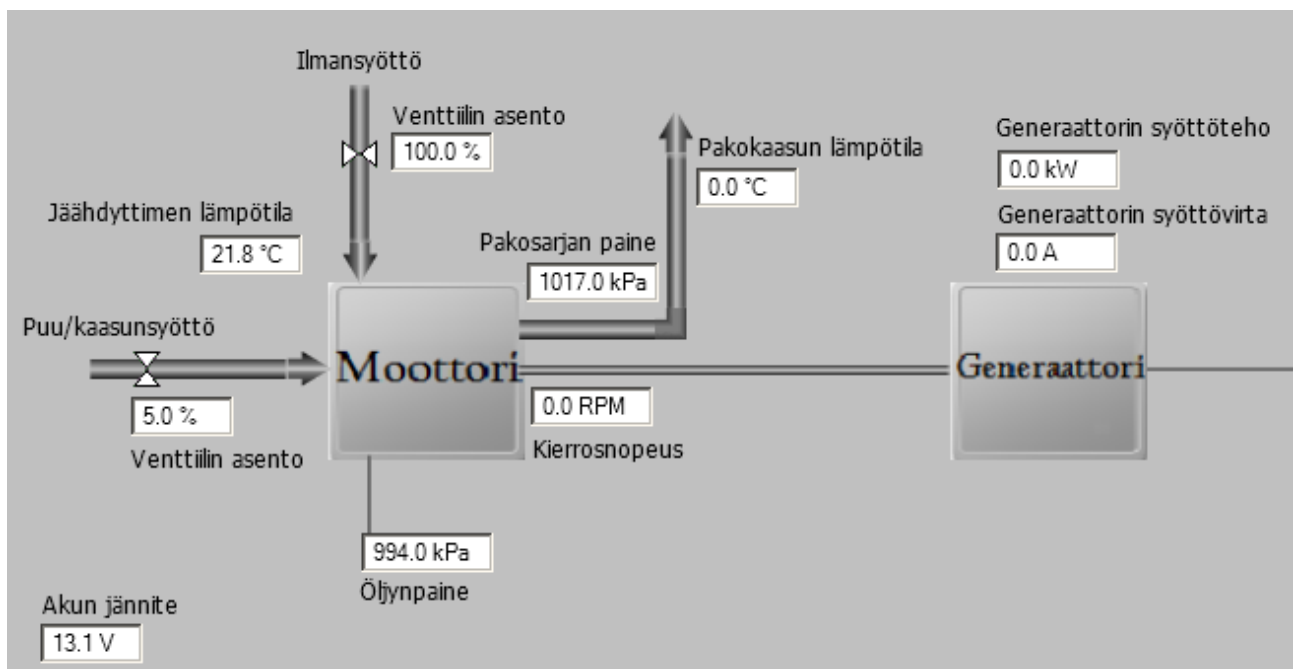 Ilmansyöttö
Venttiilin asento
100.0 %
Pakokaasun lämpötila
0.0 °C
Generaattorin syöttöteho
0.0 kW
Generaattorin syöttövirta
0.0 A
Jäähdyttimen lämpötila
21.8 °C
Pakosarjan paine
1017.0 kPa
Puu/kaasunsyöttö
5.0 %
Venttiilin asento
Moottori
0.0 RPM
Kierrosnopeus
Generaattori
994.0 kPa
Öljynpaine
Akun jännite
13.1 V